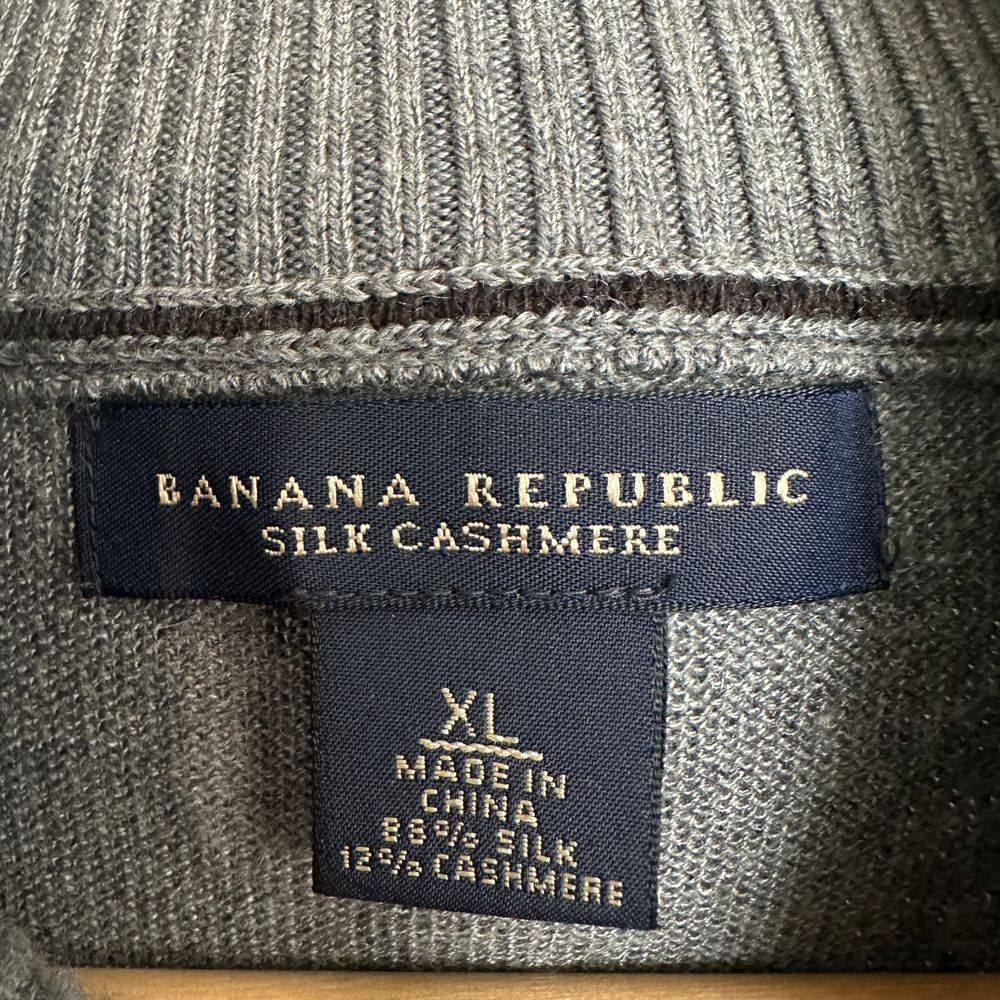 BANANA REPUBLIC
SILK CASHMERE
XL
MADE IN
CHINA
88% SILK
12% CASHMERE